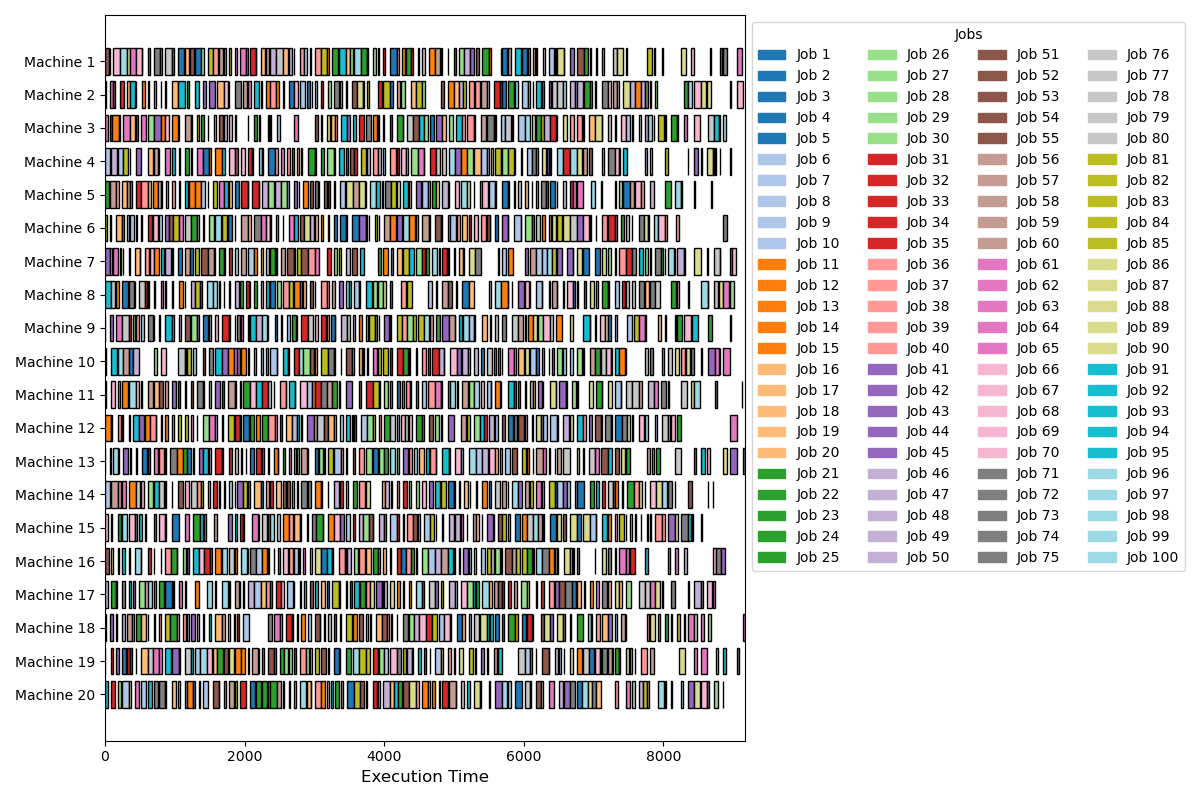 Machine 1
Machine 2
Machine 3
Machine 4
Machine 5
Machine 6
Machine 7
Machine 8
Machine 9
Machine 10
Machine 11
Machine 12
Machine 13
Machine 14
Machine 15
Machine 16
Machine 17
Machine 18
Machine 19
Machine 20
0 2000 4000 6000 8000
Execution Time
Jobs
Job 1 Job 26 Job 51 Job 76
Job 2 Job 27 Job 52 Job 77
Job 3 Job 28 Job 53 Job 78
Job 4 Job 29 Job 54 Job 79
Job 5 Job 30 Job 55 Job 80
Job 6 Job 31 Job 56 Job 81
Job 7 Job 32 Job 57 Job 82
Job 8 Job 33 Job 58 Job 83
Job 9 Job 34 Job 59 Job 84
Job 10 Job 35 Job 60 Job 85
Job 11 Job 36 Job 61 Job 86
Job 12 Job 37 Job 62 Job 87
Job 13 Job 38 Job 63 Job 88
Job 14 Job 39 Job 64 Job 89
Job 15 Job 40 Job 65 Job 90
Job 16 Job 41 Job 66 Job 91
Job 17 Job 42 Job 67 Job 92
Job 18 Job 43 Job 68 Job 93
Job 19 Job 44 Job 69 Job 94
Job 20 Job 45 Job 70 Job 95
Job 21 Job 46 Job 71 Job 96
Job 22 Job 47 Job 72 Job 97
Job 23 Job 48 Job 73 Job 98
Job 24 Job 49 Job 74 Job 99
Job 25 Job 50 Job 75 Job 100